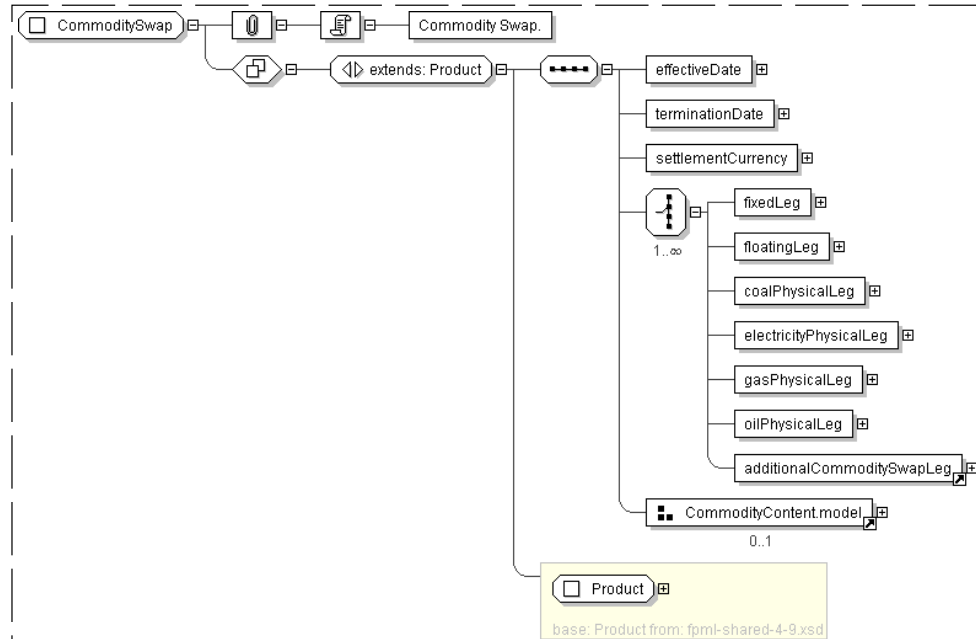 CommoditySwap
Commodity Swap.
extends: Product
effectiveDate
terminationDate
settlementCurrency
1..∞
fixedLeg
floatingLeg
coalPhysicalLeg
electricityPhysicalLeg
gasPhysicalLeg
oilPhysicalLeg
additionalCommoditySwapLeg
CommodityContent.model
0..1
Product
base: Product from: fpml-shared-4-9.xsd